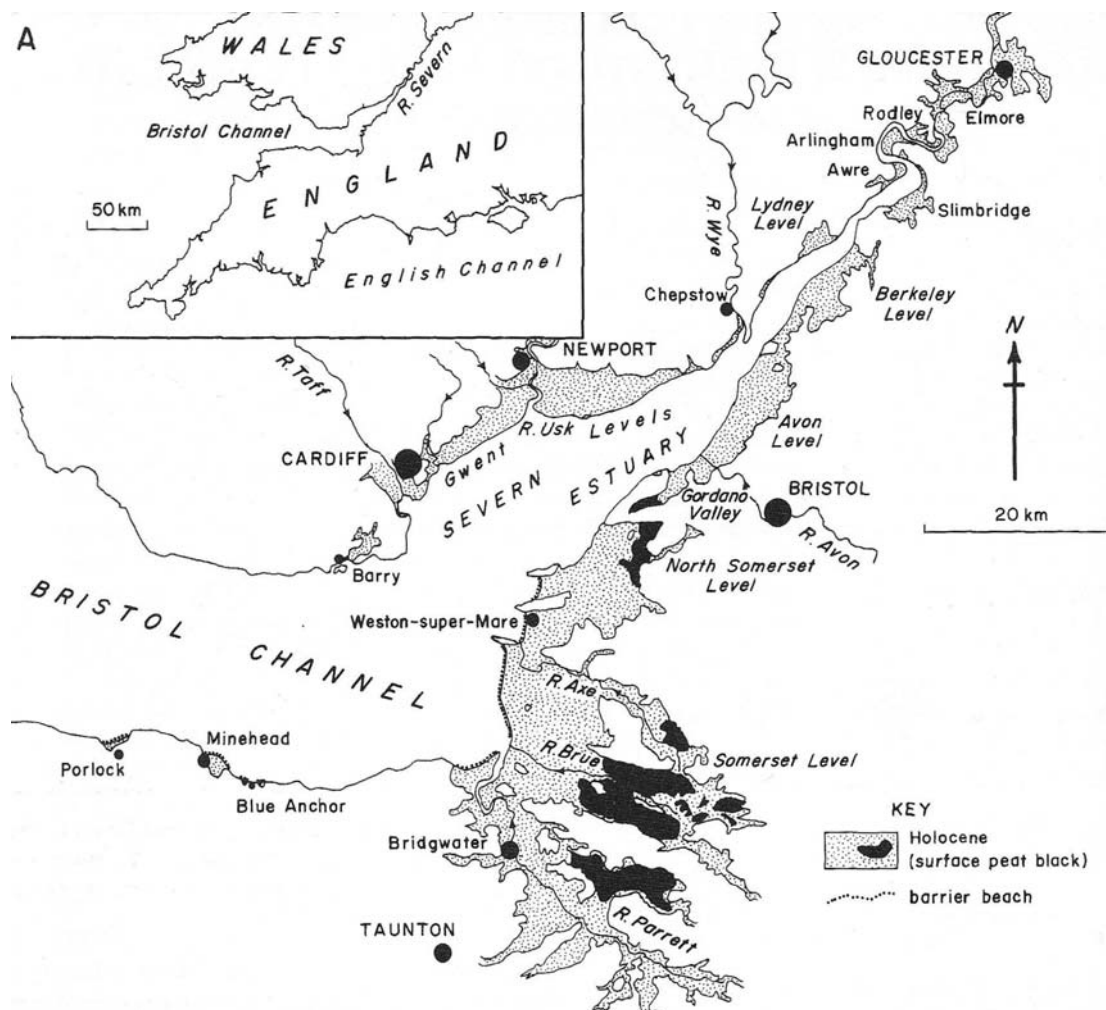 A
WALES
R. Severn
Bristol Channel
ENGLAND
50 km
English Channel
GLOUCESTER
Rodley
Elmore
Arlingham
Awre
Slimbridge
Lydney
Level
R. Wye
Berkeley
Level
Chepstow
N
NEWPORT
R. Taff
R. Usk
Gwent Levels
Avon
Level
CARDIFF
SEVERN ESTUARY
BRISTOL
Gordano
Valley
20 km
R. Avon
North Somerset
Level
Barry
BRISTOL CHANNEL
Weston-super-Mare
R. Axe
Minehead
R. Brue
Somerset Level
Porlock
Blue Anchor
KEY
Bridgwater
Holocene
(surface peat black)
barrier beach
R. Parrett
TAUNTON